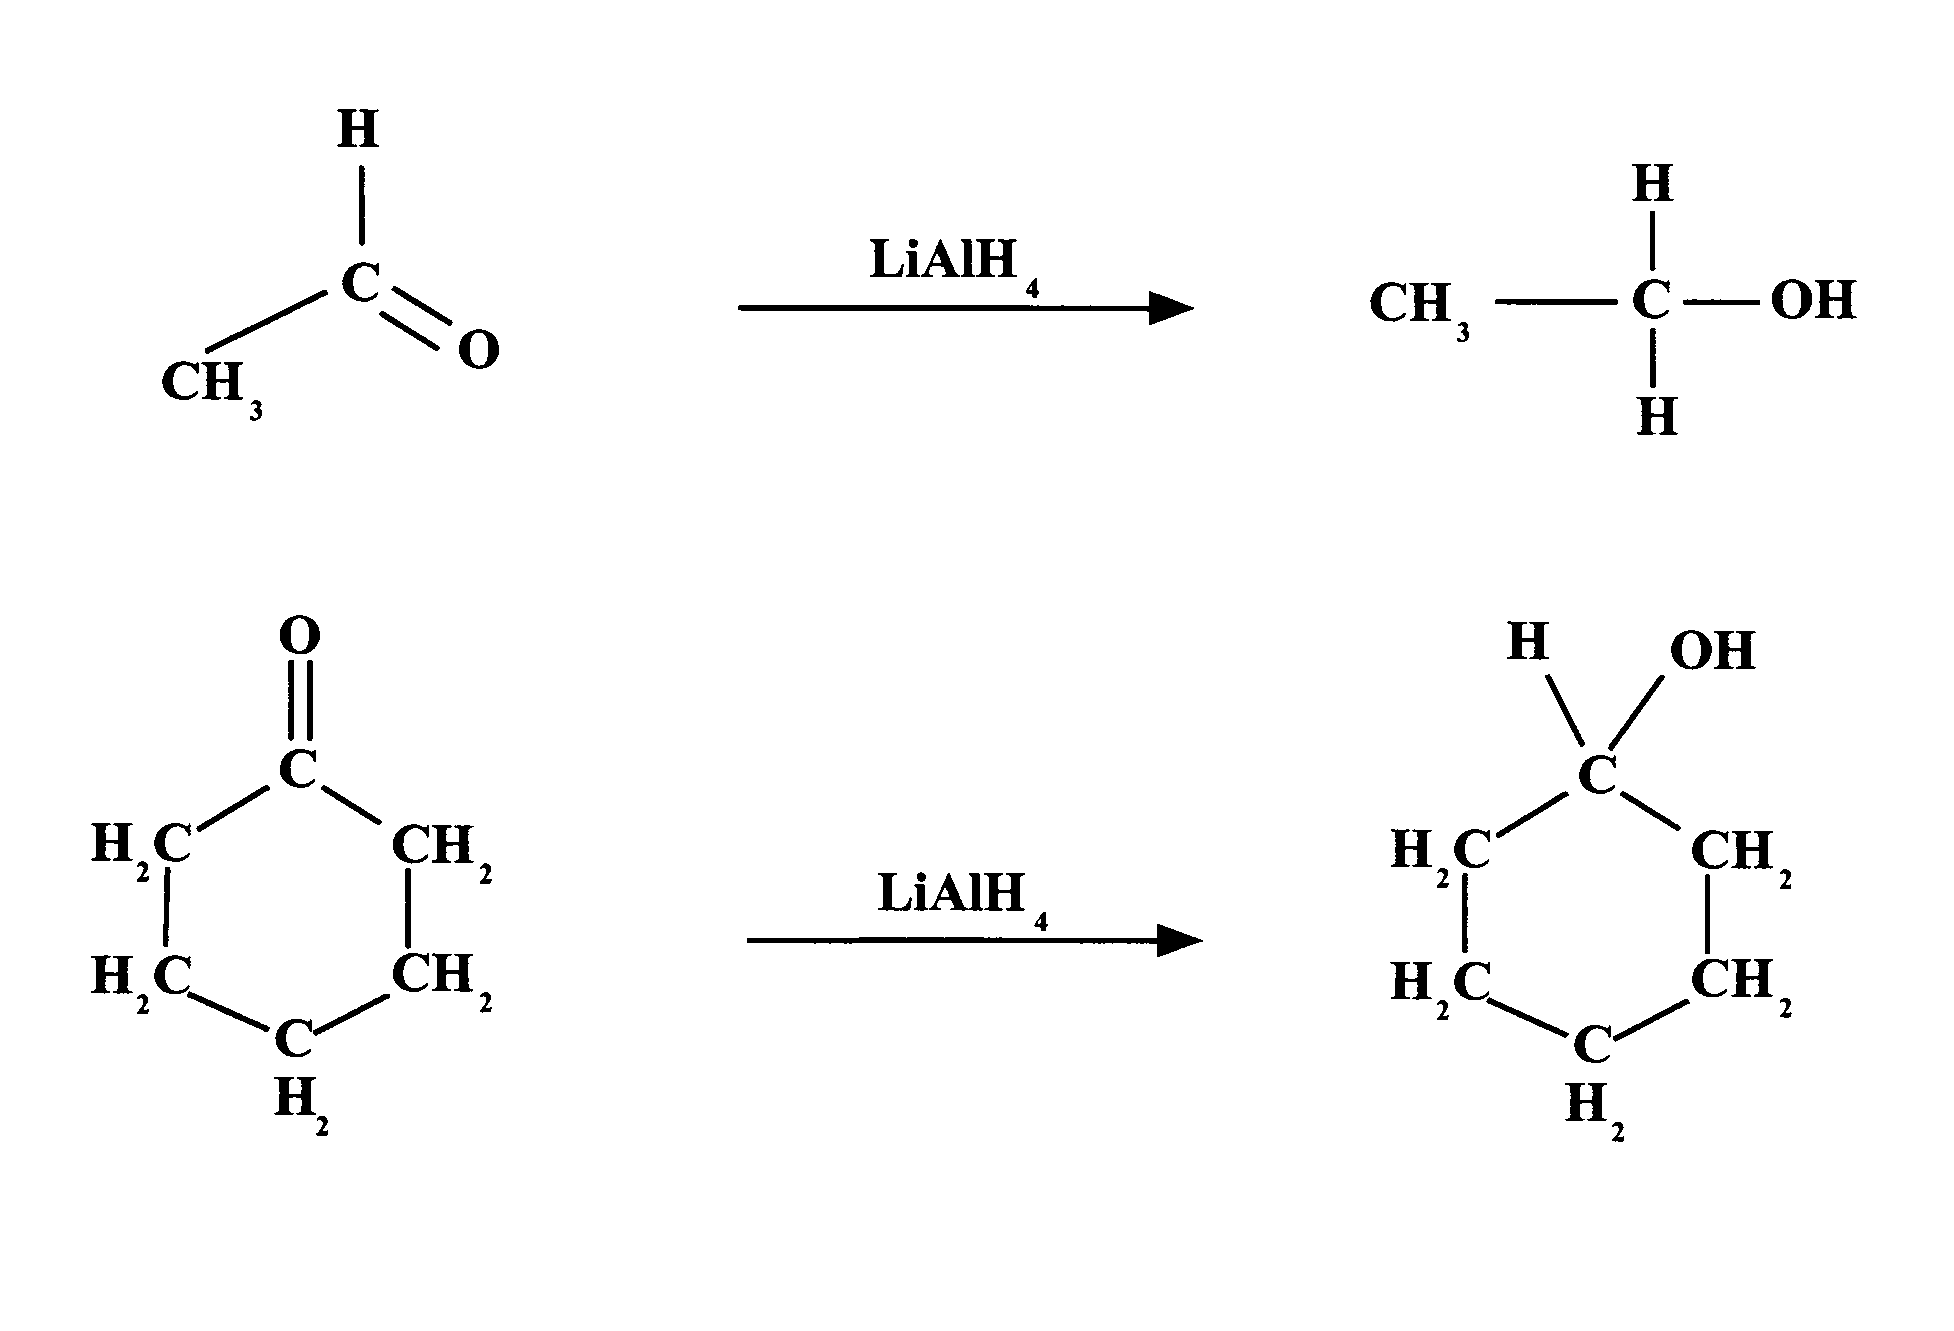 H
C
O
CH₃
LiAlH₄
H
CH₃ C OH
H
O
C
H₂C CH₂
H₂C CH₂
C
H₂
LiAlH₄
H OH
C
H₂C CH₂
H₂C CH₂
C
H₂